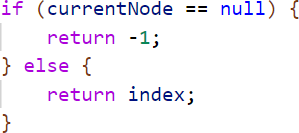 if (currentNode == null) {
    return -1;
} else {
    return index;
}